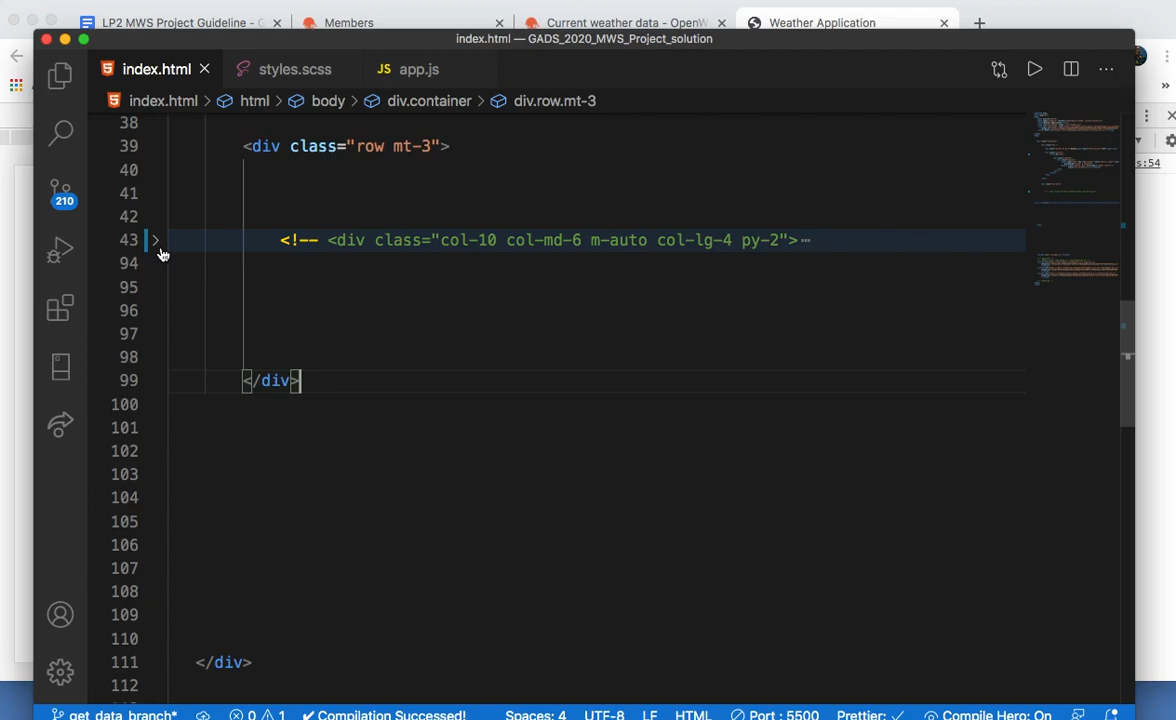 LP2 MWS Project Guideline - G
Members
Current weather data - OpenW
Weather Application
index.html — GADS_2020_MWS_Project_solution
index.html
styles.scss
JS app.js
index.html > html > body > div.container > div.row.mt-3
s:54
38
39 <div class="row mt-3">
40
41
42
43 <!-- <div class="col-10 col-md-6 m-auto col-lg-4 py-2"> ⋯
94
95
96
97
98
99 </div>
100
101
102
103
104
105
106
107
108
109
110
111 </div>
112
210
get_data_branch* 0 1 Compilation Successed! Spaces: 4 UTF-8 LF HTML Port : 5500 Prettier: ✓ Compile Hero: On